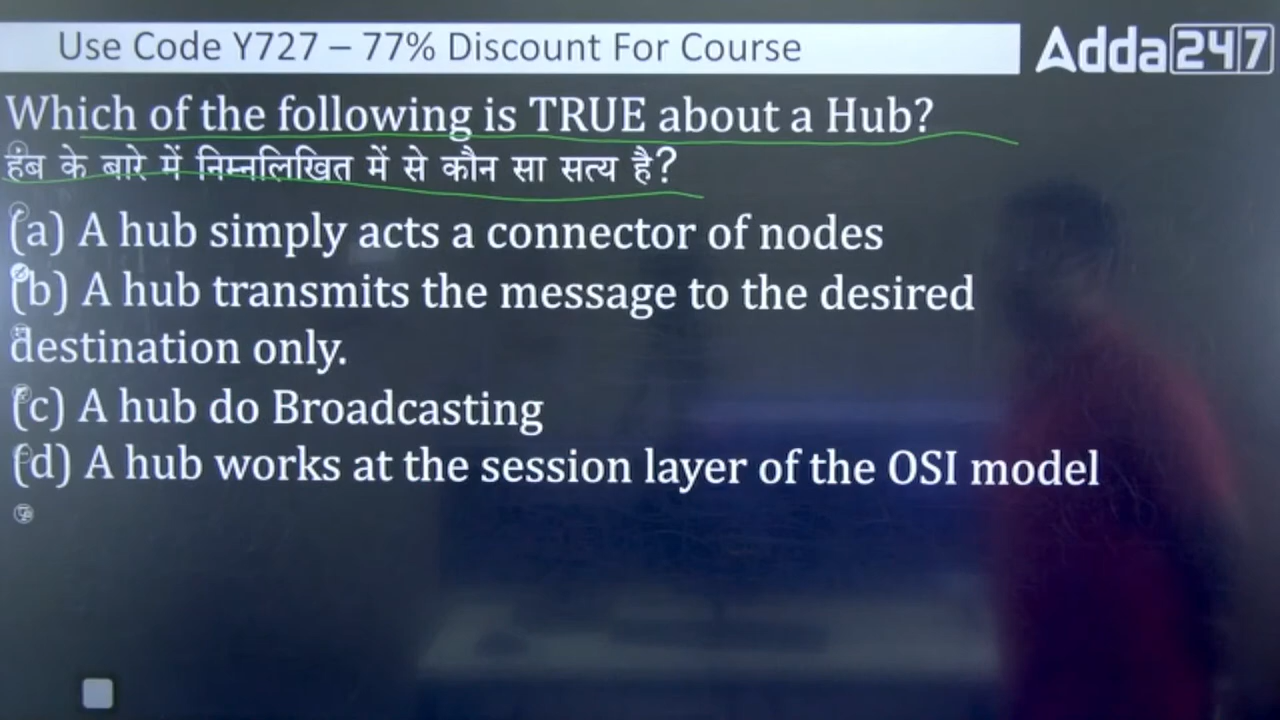 Use Code Y727 – 77% Discount For Course
Adda247
Which of the following is TRUE about a Hub?
हब के बारे में निम्नलिखित में से कौन सा सत्य है?
(a) A hub simply acts a connector of nodes
(b) A hub transmits the message to the desired
destination only.
(c) A hub do Broadcasting
(d) A hub works at the session layer of the OSI model